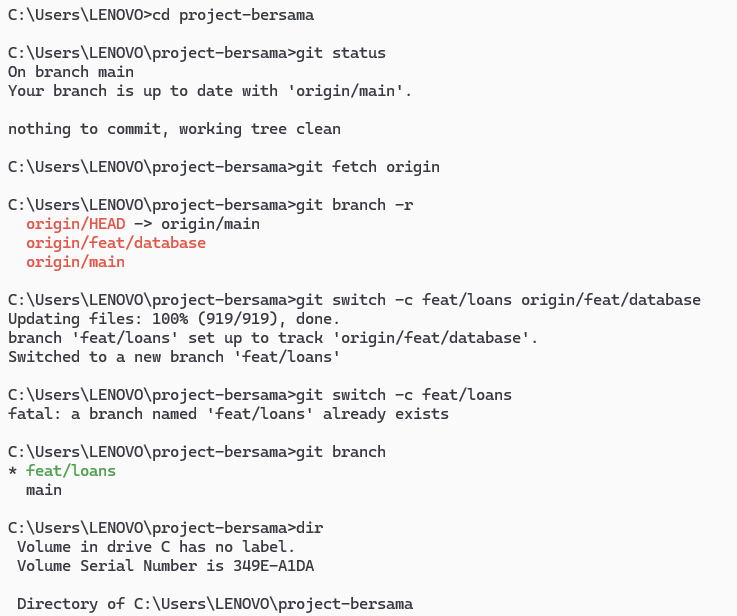 C:\Users\LENOVO>cd project-bersama
C:\Users\LENOVO\project-bersama>git status
On branch main
Your branch is up to date with 'origin/main'.
nothing to commit, working tree clean
C:\Users\LENOVO\project-bersama>git fetch origin
C:\Users\LENOVO\project-bersama>git branch -r
  origin/HEAD -> origin/main
  origin/feat/database
  origin/main
C:\Users\LENOVO\project-bersama>git switch -c feat/loans origin/feat/database
Updating files: 100% (919/919), done.
branch 'feat/loans' set up to track 'origin/feat/database'.
Switched to a new branch 'feat/loans'
C:\Users\LENOVO\project-bersama>git switch -c feat/loans
fatal: a branch named 'feat/loans' already exists
C:\Users\LENOVO\project-bersama>git branch
* feat/loans
  main
C:\Users\LENOVO\project-bersama>dir
 Volume in drive C has no label.
 Volume Serial Number is 349E-A1DA
 Directory of C:\Users\LENOVO\project-bersama